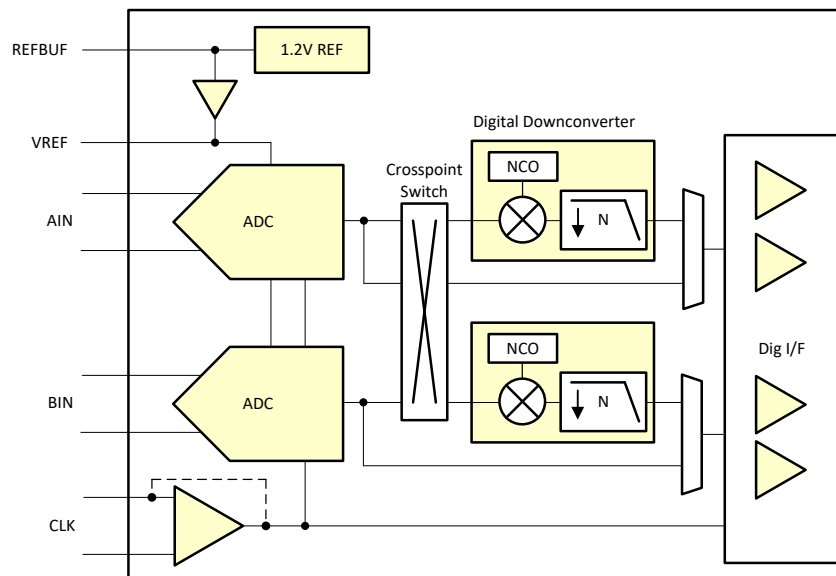 REFBUF
1.2V REF
VREF
Digital Downconverter
Crosspoint
Switch
NCO
AIN
ADC
N
NCO
Dig I/F
BIN
ADC
N
CLK